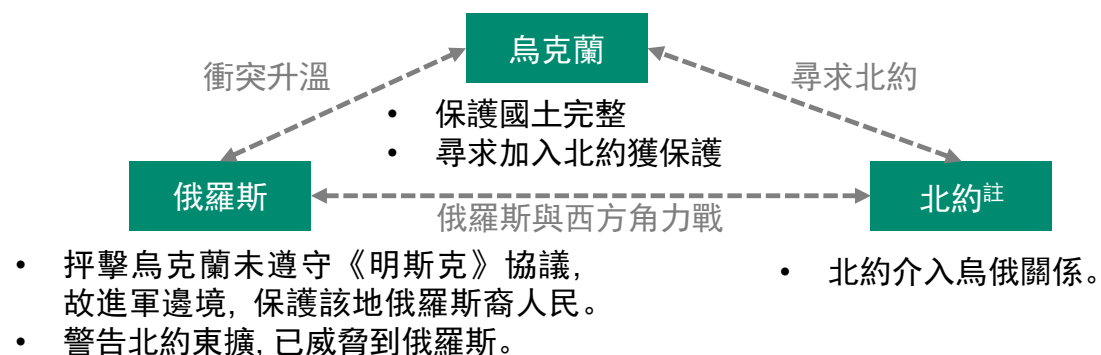 烏克蘭
衝突升溫
尋求北約
• 保護國土完整
• 尋求加入北約獲保護
俄羅斯
北約註
俄羅斯與西方角力戰
• 抨擊烏克蘭未遵守《明斯克》協議,
故進軍邊境, 保護該地俄羅斯裔人民。
• 警告北約東擴, 已威脅到俄羅斯。
• 北約介入烏俄關係。